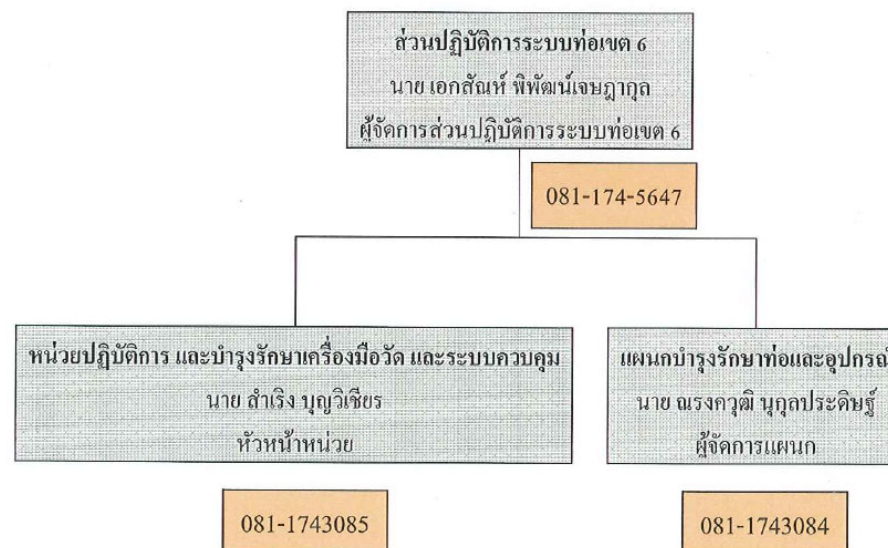 ส่วนปฏิบัติการระบบท่อเขต 6
นาย เอกสัณห์ พิพัฒน์เจษฎากุล
ผู้จัดการส่วนปฏิบัติการระบบท่อเขต 6
081-174-5647
หน่วยปฏิบัติการ และบำรุงรักษาเครื่องมือวัด และระบบควบคุม
นาย สำเริง บุญวิเชียร
หัวหน้าหน่วย
081-1743085
แผนกบำรุงรักษาท่อและอุปกรณ์
นาย ณรงควุฒิ นุกุลประดิษฐ์
ผู้จัดการแผนก
081-1743084